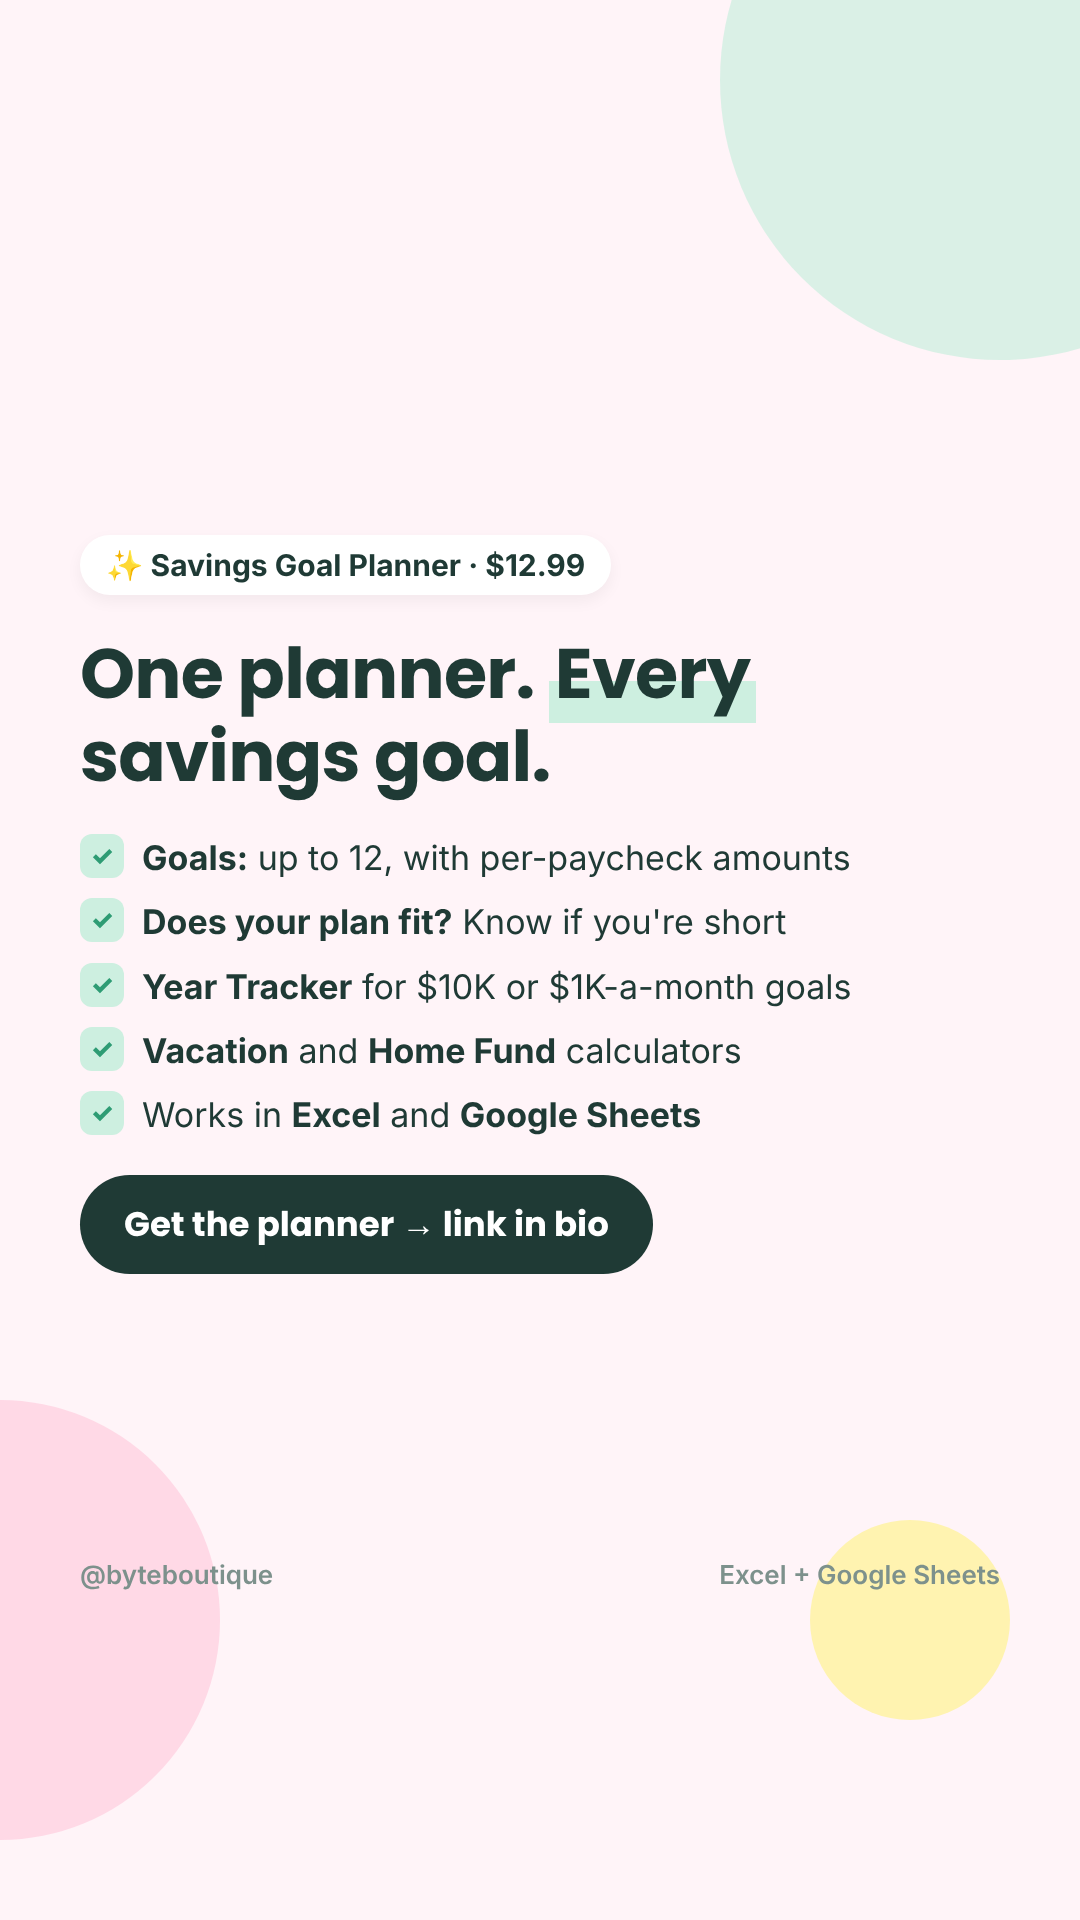 ✨ Savings Goal Planner · $12.99
One planner. Every
savings goal.
Goals: up to 12, with per-paycheck amounts
Does your plan fit? Know if you're short
Year Tracker for $10K or $1K-a-month goals
Vacation and Home Fund calculators
Works in Excel and Google Sheets
Get the planner → link in bio
@byteboutique
Excel + Google Sheets